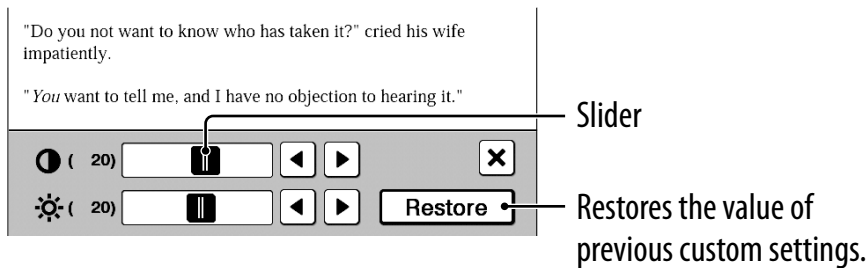 "Do you not want to know who has taken it?" cried his wife
impatiently.
"You want to tell me, and I have no objection to hearing it."
Slider
( 20)
( 20)
Restore
Restores the value of
previous custom settings.